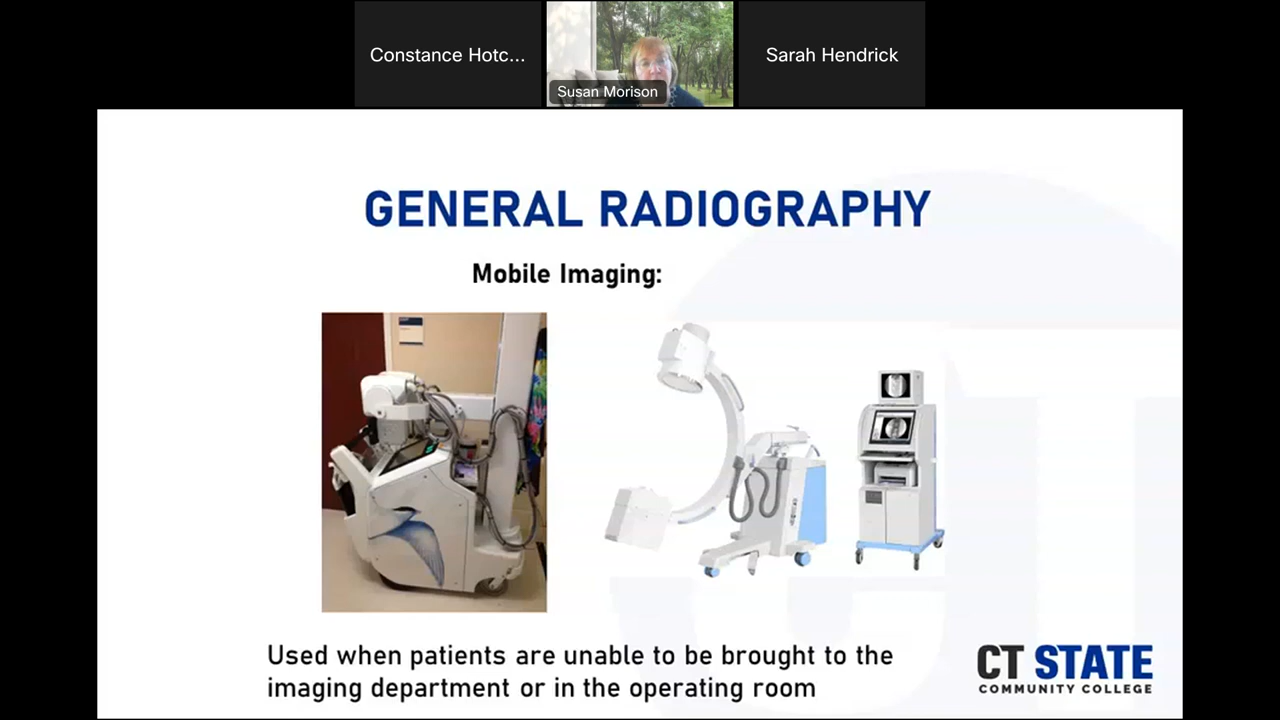 Constance Hotc...
Susan Morison
Sarah Hendrick
GENERAL RADIOGRAPHY
Mobile Imaging:
Used when patients are unable to be brought to the
imaging department or in the operating room
CT STATE
COMMUNITY COLLEGE